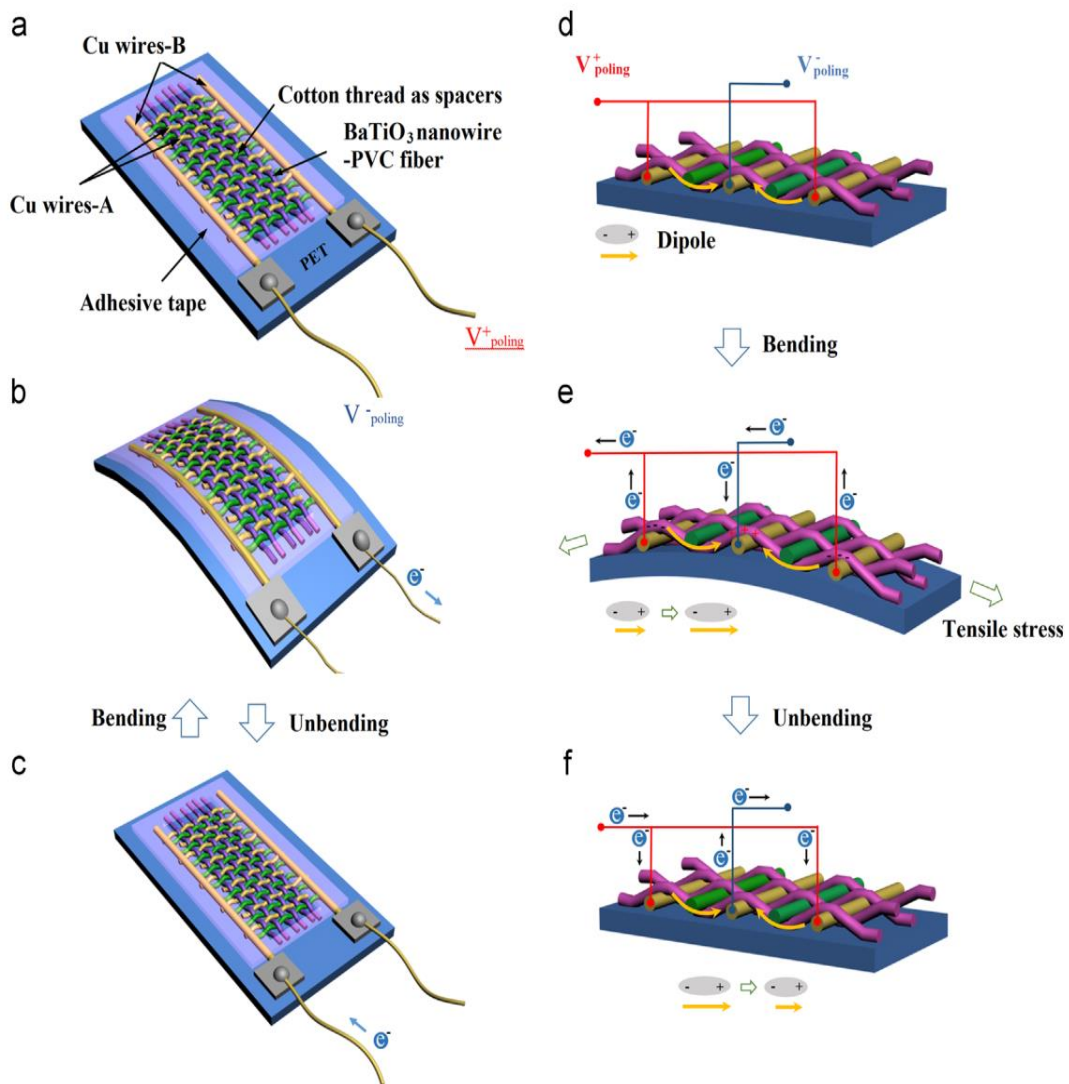 a
Cu wires-B
Cotton thread as spacers
BaTiO₃ nanowire
-PVC fiber
Cu wires-A
Adhesive tape
PET
V⁺poling
V⁻poling
b
e⁻
Bending
Unbending
c
e⁻
d
V⁺poling
V⁻poling
- +
Dipole
Bending
e
e⁻
e⁻
e⁻
e⁻
e⁻
- +
- +
Tensile stress
Unbending
f
e⁻
e⁻
e⁻
e⁻
e⁻
- +
- +